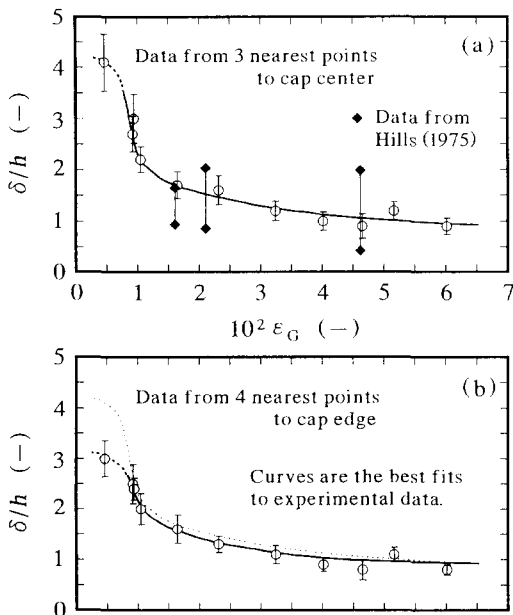 5
(a)
Data from 3 nearest points
to cap center
4
Data from
Hills (1975)
3
δ/h (–)
2
1
0
0 1 2 3 4 5 6 7
10² ε_G (–)
5
(b)
Data from 4 nearest points
to cap edge
4
3
Curves are the best fits
to experimental data.
δ/h (–)
2
1
0